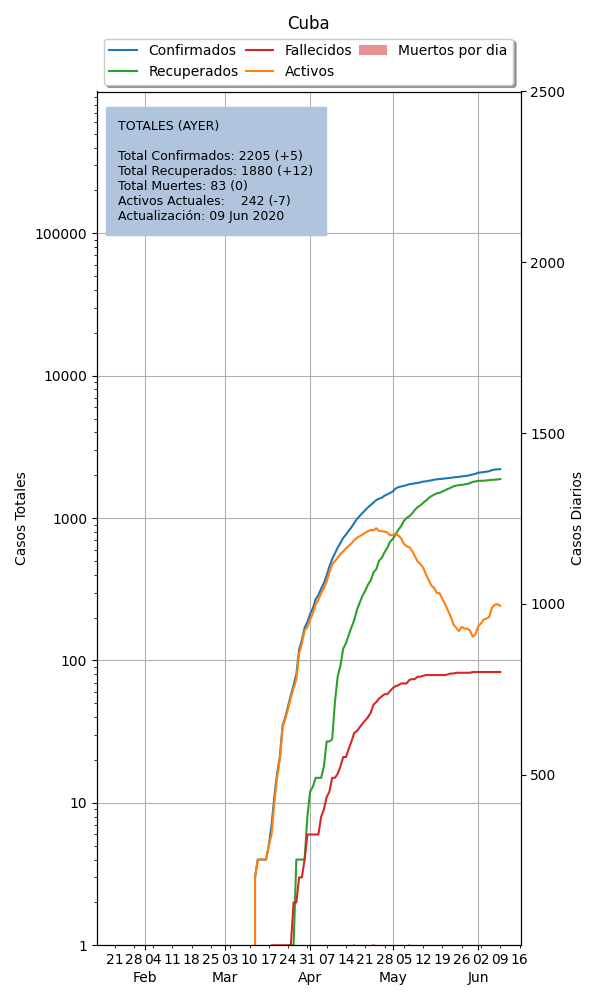 Cuba
Confirmados Fallecidos Muertos por dia
Recuperados Activos
TOTALES (AYER)
Total Confirmados: 2205 (+5)
Total Recuperados: 1880 (+12)
Total Muertes: 83 (0)
Activos Actuales: 242 (-7)
Actualización: 09 Jun 2020
100000
10000
1000
100
10
1
Casos Totales
2500
2000
1500
1000
500
Casos Diarios
21 28 04 11 18 25 03 10 17 24 31 07 14 21 28 05 12 19 26 02 09 16
Feb Mar Apr May Jun